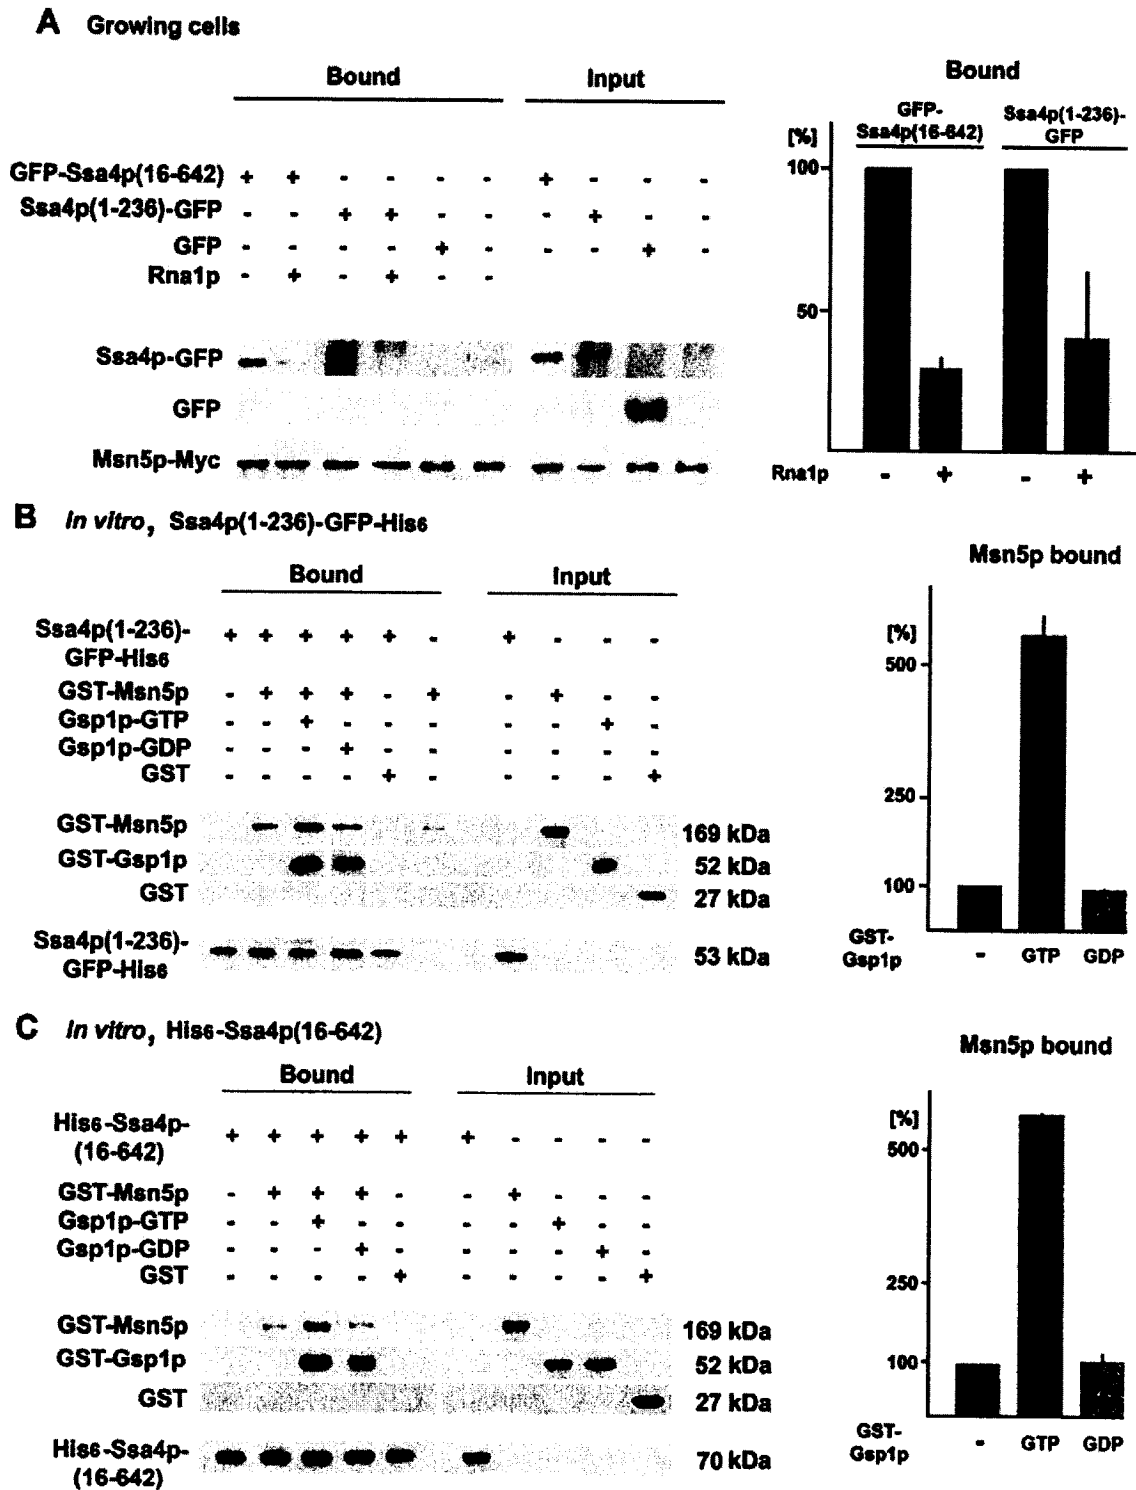 A Growing cells
Bound Input
GFP-Ssa4p(16-642) + + - - - - + - - -
Ssa4p(1-236)-GFP - - + + - - - + - -
GFP - - - - + - - - + -
Rna1p - + - + - -
Ssa4p-GFP
GFP
Msn5p-Myc
Bound
GFP- Ssa4p(1-236)-
Ssa4p(16-642) GFP
[%]
100
50
Rna1p - + - +
B In vitro, Ssa4p(1-236)-GFP-His6
Bound Input
Ssa4p(1-236)- + + + + + - + - - -
GFP-His6
GST-Msn5p - + + + - + - + - -
Gsp1p-GTP - - + - - - - - + -
Gsp1p-GDP - - - + - - - - - -
GST - - - - + - - - - +
GST-Msn5p 169 kDa
GST-Gsp1p 52 kDa
GST 27 kDa
Ssa4p(1-236)- 53 kDa
GFP-His6
Msn5p bound
[%]
500
250
100
GST- - GTP GDP
Gsp1p
C In vitro, His6-Ssa4p(16-642)
Bound Input
His6-Ssa4p- + + + + + + - - - -
(16-642)
GST-Msn5p - + + + - - + - - -
Gsp1p-GTP - - + - - - - + - -
Gsp1p-GDP - - - + - - - - + -
GST - - - - + - - - - +
GST-Msn5p 169 kDa
GST-Gsp1p 52 kDa
GST 27 kDa
His6-Ssa4p- 70 kDa
(16-642)
Msn5p bound
[%]
500
250
100
GST- - GTP GDP
Gsp1p